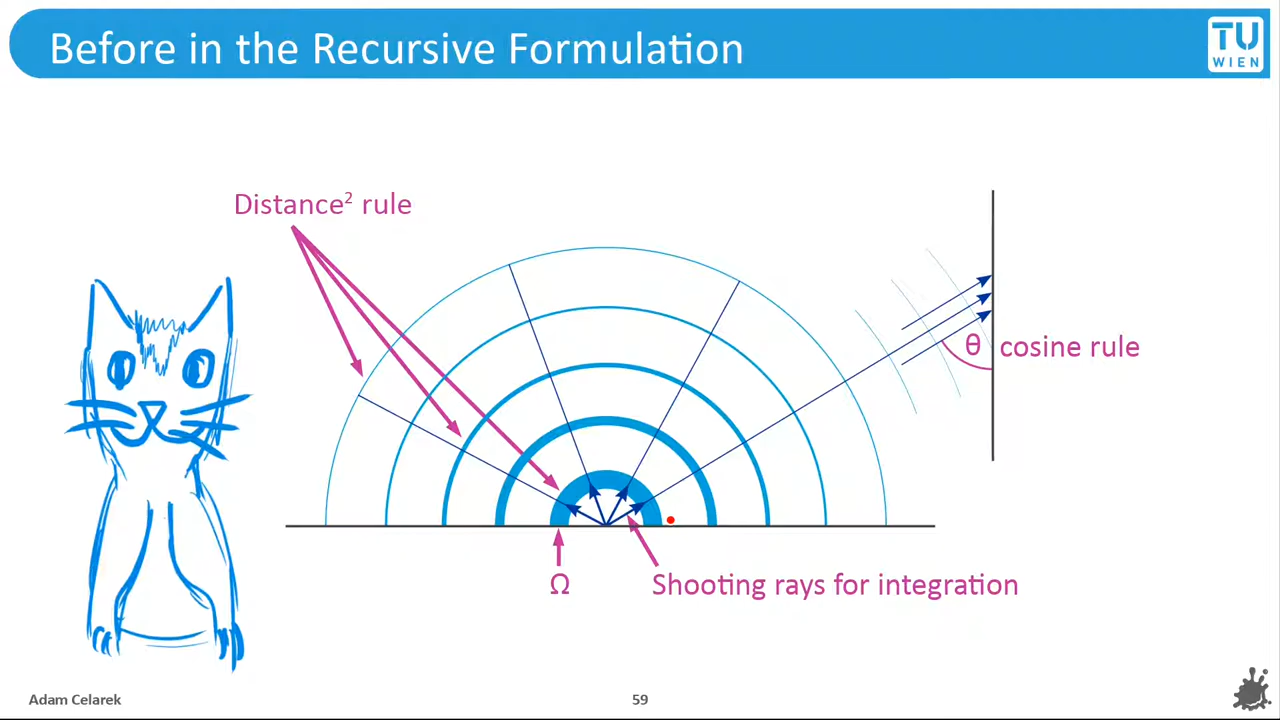 Before in the Recursive Formulation
TU
WIEN
Distance² rule
θ cosine rule
Ω
Shooting rays for integration
Adam Celarek
59